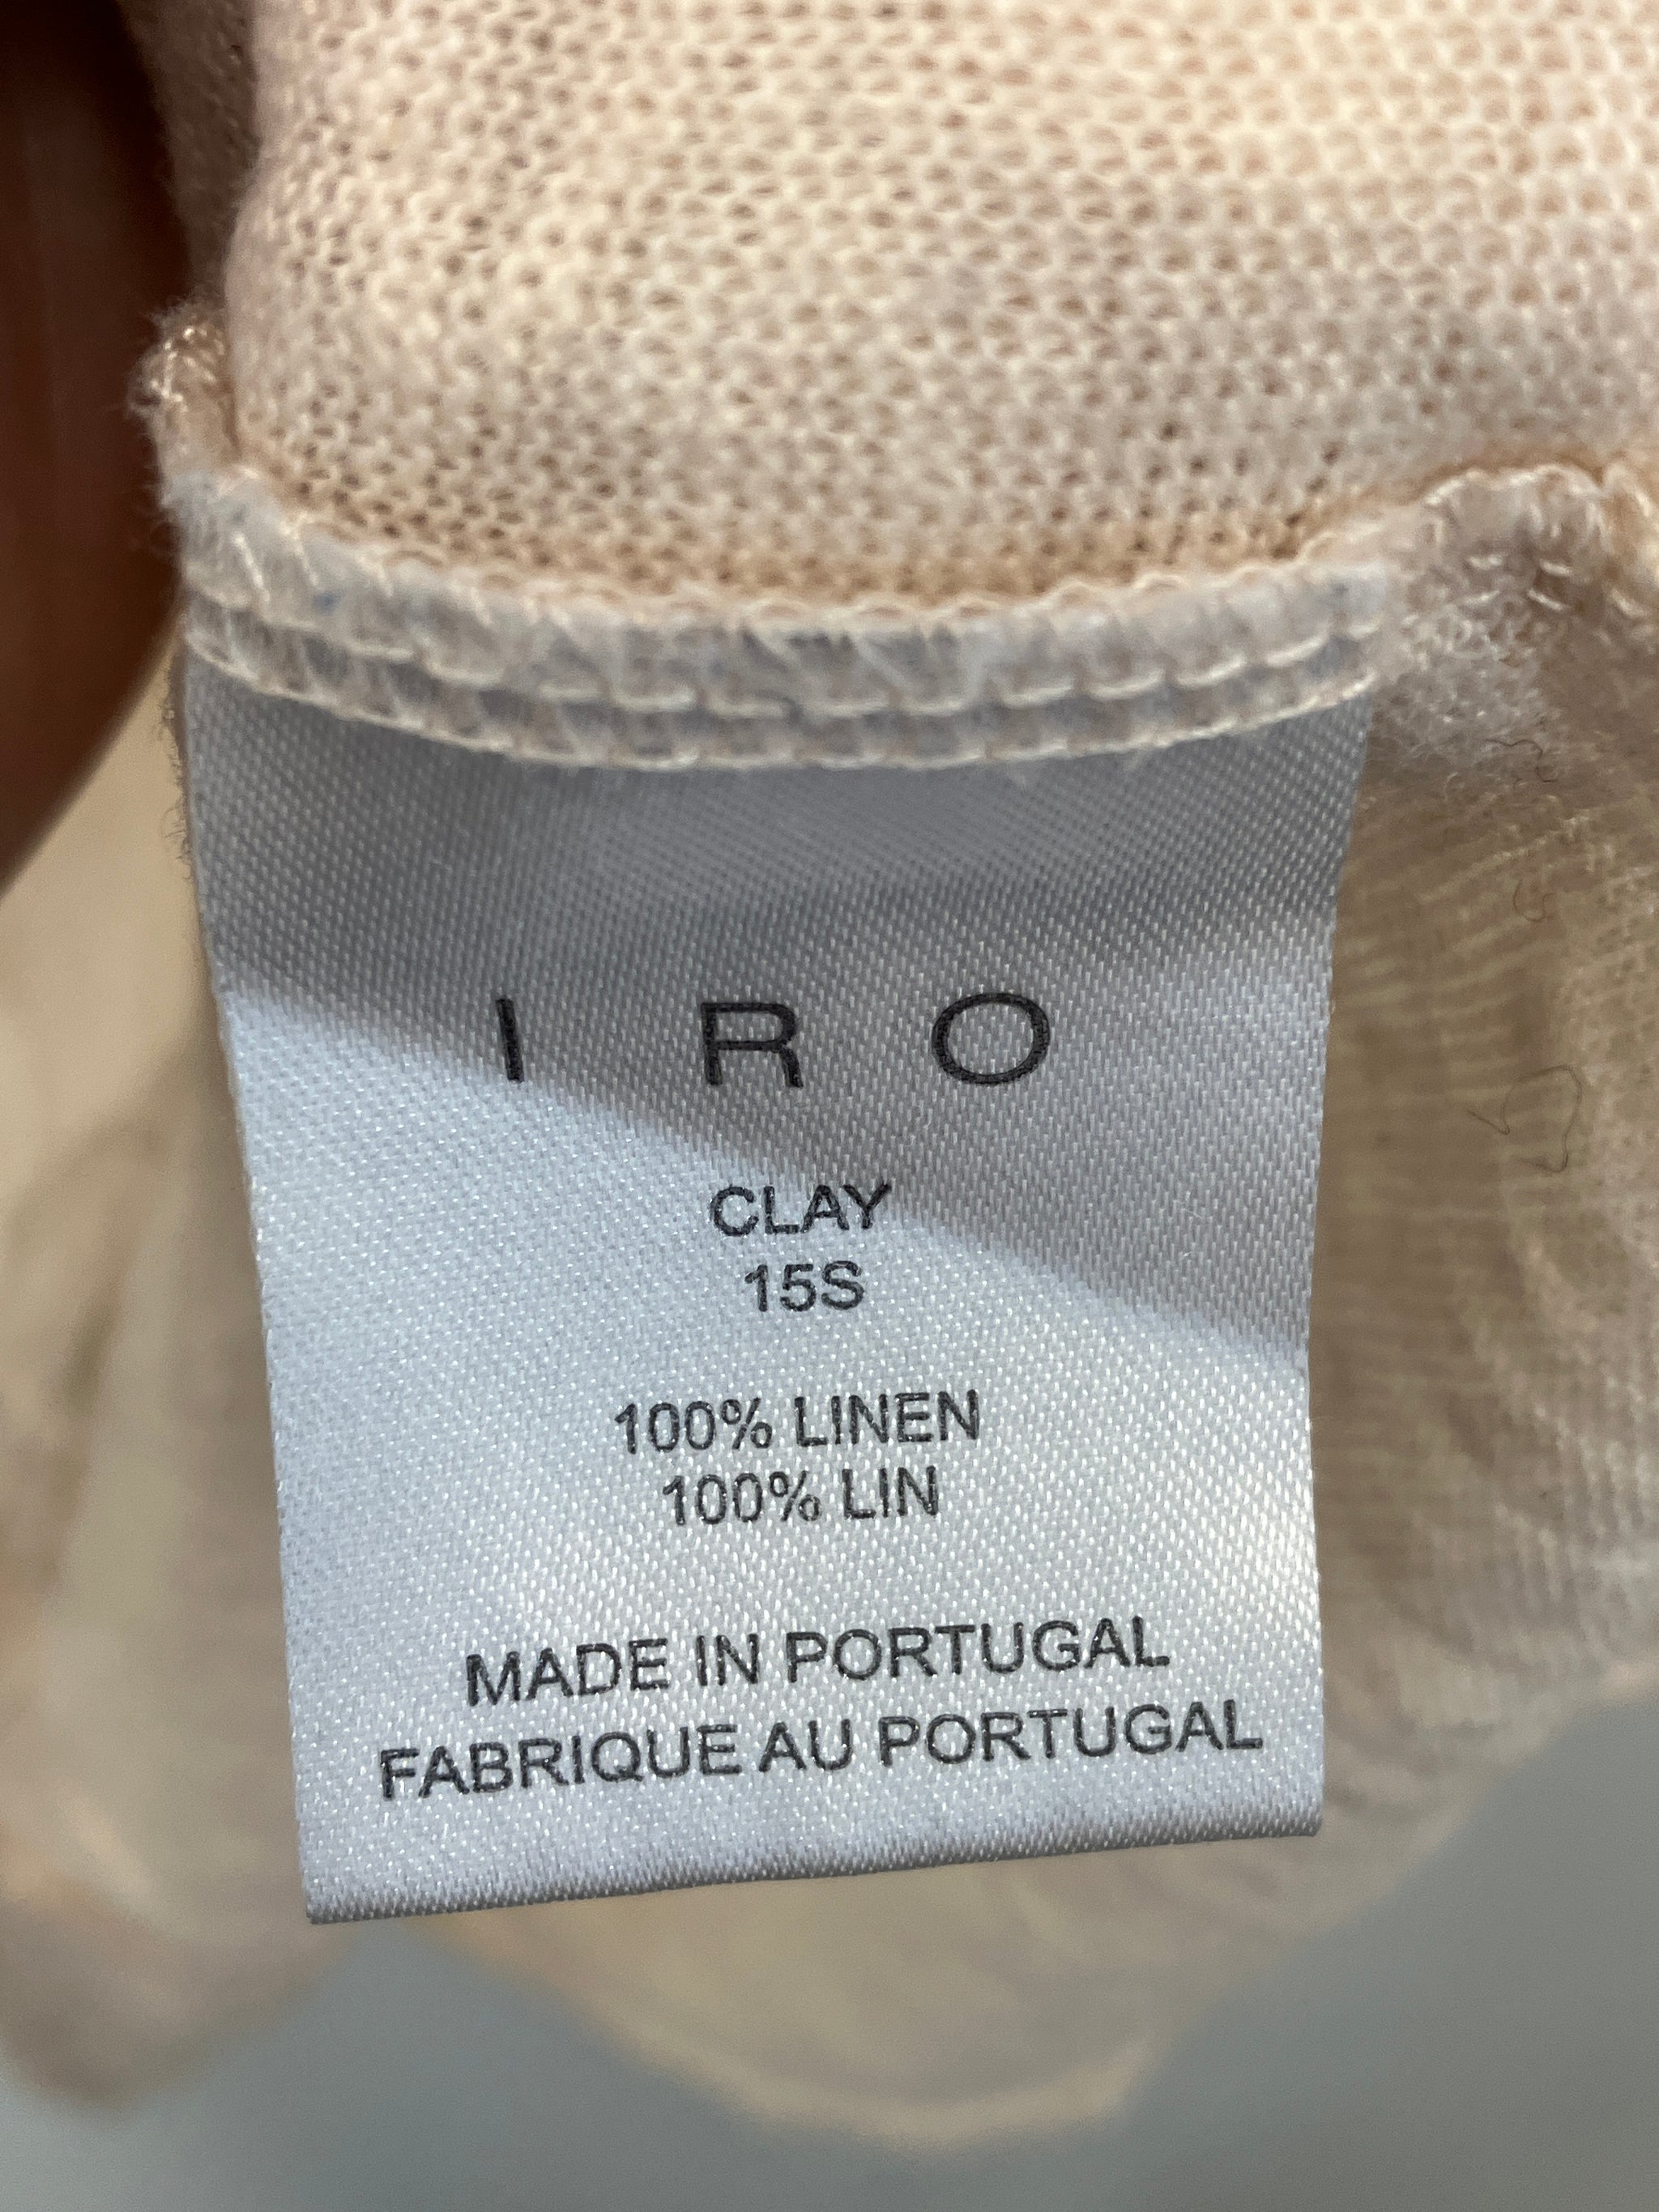 I R O
CLAY
15S
100% LINEN
100% LIN
MADE IN PORTUGAL
FABRIQUE AU PORTUGAL